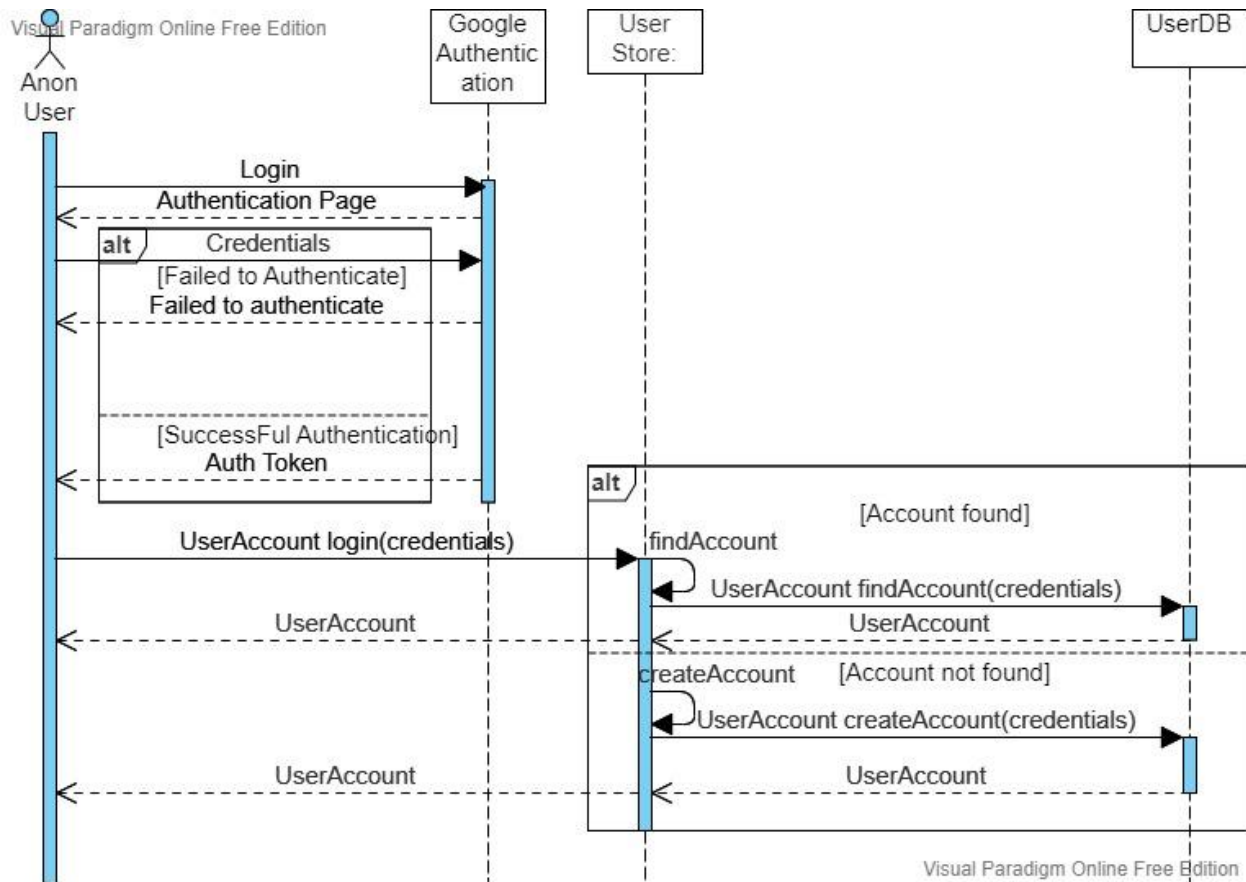 Visual Paradigm Online Free Edition
Anon
User
Google
Authentic
ation
User
Store:
UserDB
Login
Authentication Page
alt
Credentials
[Failed to Authenticate]
Failed to authenticate
[SuccessFul Authentication]
Auth Token
alt
[Account found]
UserAccount login(credentials)
findAccount
UserAccount findAccount(credentials)
UserAccount
UserAccount
createAccount
[Account not found]
UserAccount createAccount(credentials)
UserAccount
UserAccount
Visual Paradigm Online Free Edition